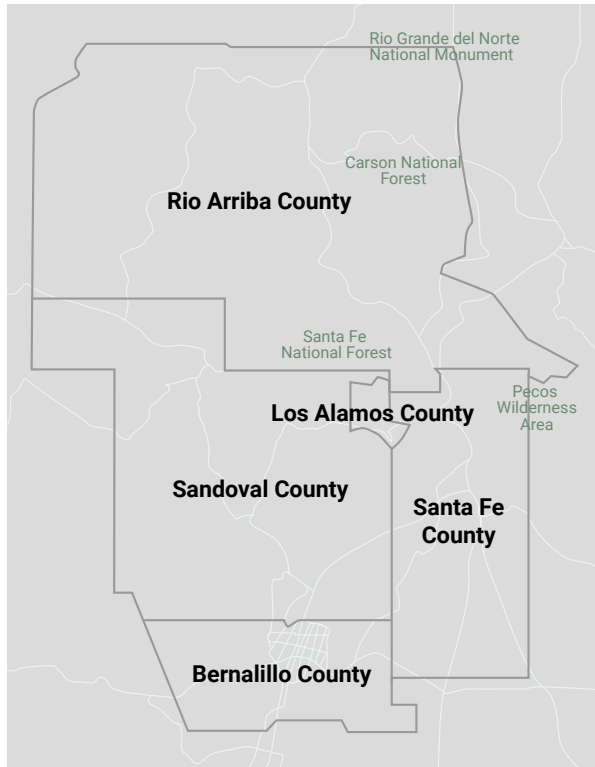 Rio Grande del Norte
National Monument
Carson National
Forest
Rio Arriba County
Santa Fe
National Forest
Pecos
Wilderness
Area
Los Alamos County
Sandoval County
Santa Fe
County
Bernalillo County